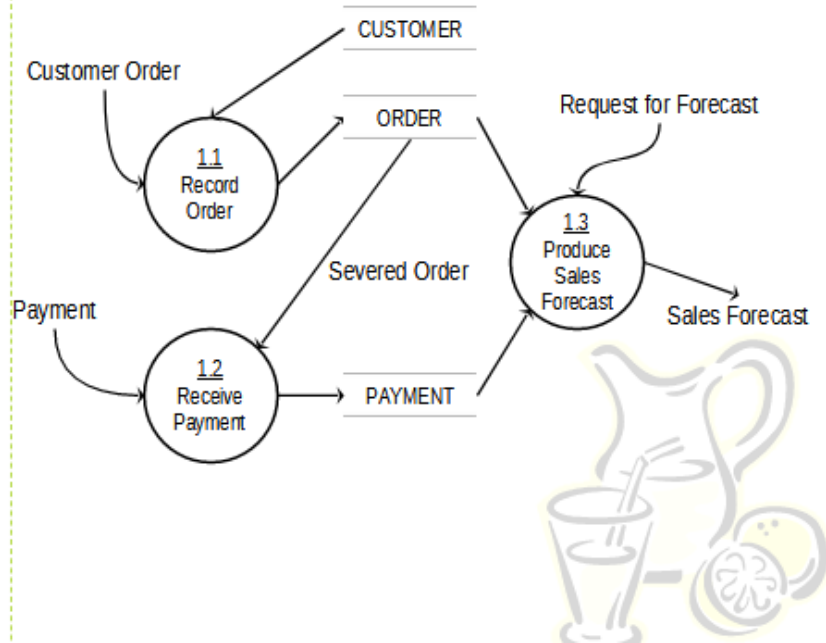 CUSTOMER
Customer Order
ORDER
Request for Forecast
1.1
Record
Order
1.3
Produce
Sales
Forecast
Severed Order
Payment
Sales Forecast
1.2
Receive
Payment
PAYMENT